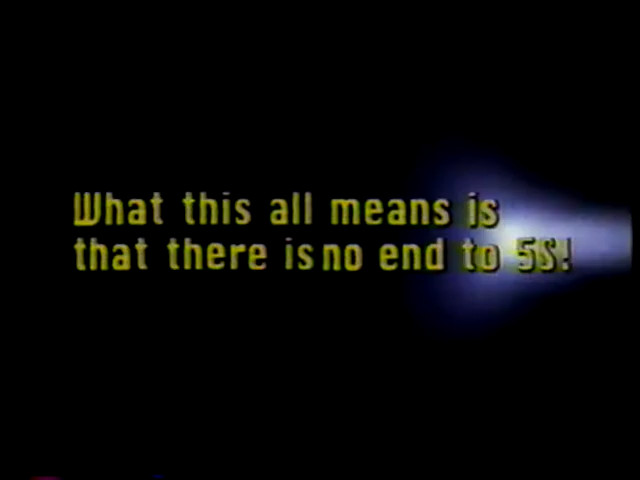 What this all means is
that there is no end to 5S!